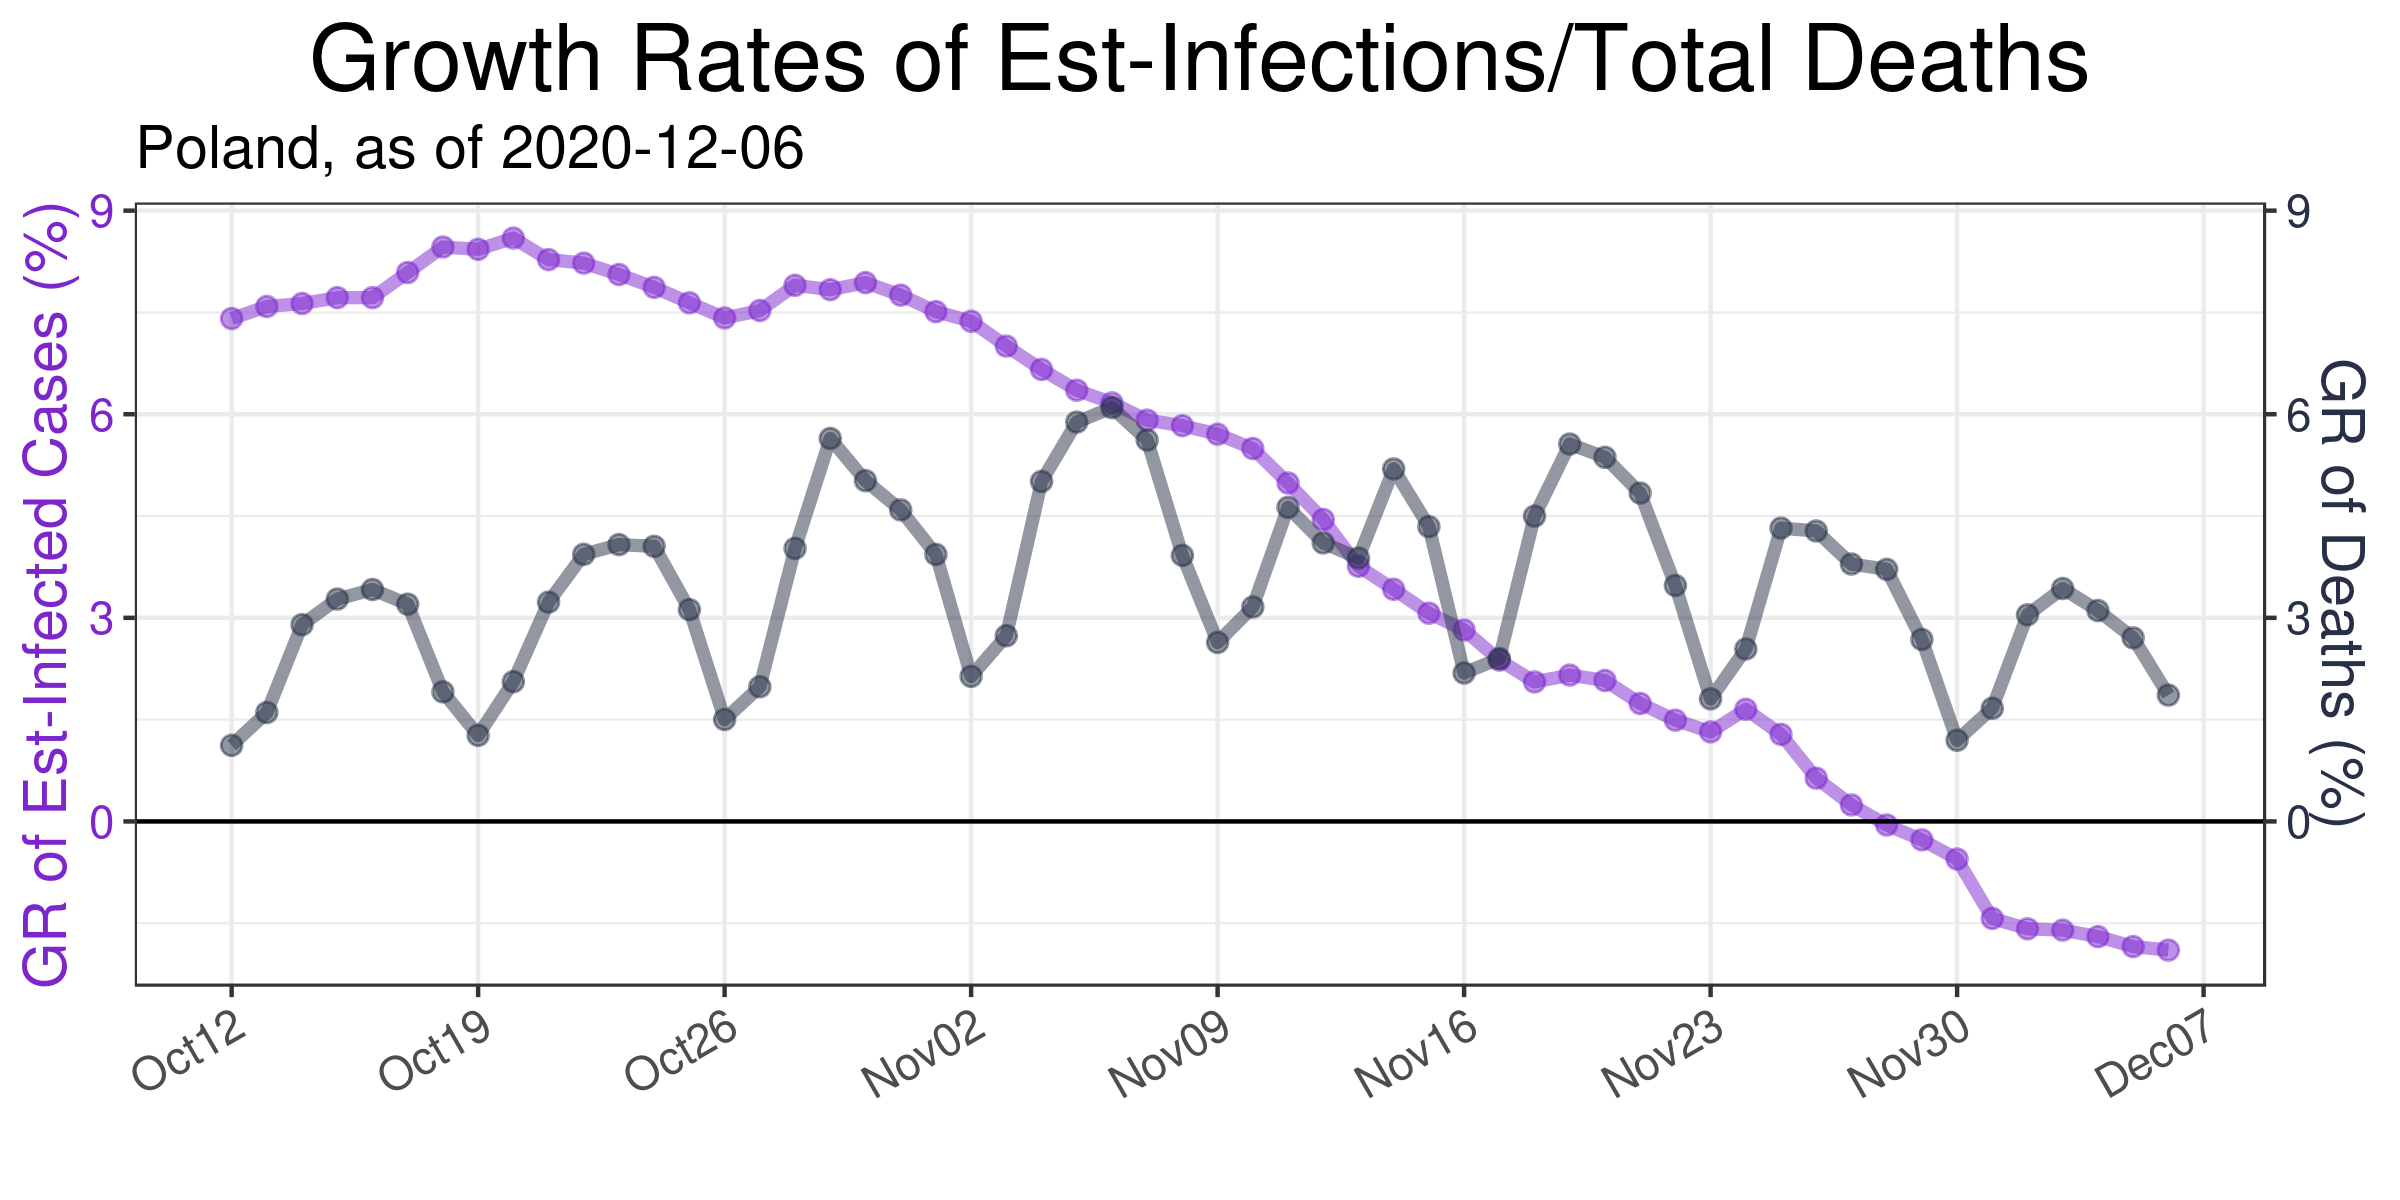 Growth Rates of Est-Infections/Total Deaths
Poland, as of 2020-12-06
GR of Est-Infected Cases (%)
9
6
3
0
9
6
3
0
GR of Deaths (%)
Oct12
Oct19
Oct26
Nov02
Nov09
Nov16
Nov23
Nov30
Dec07